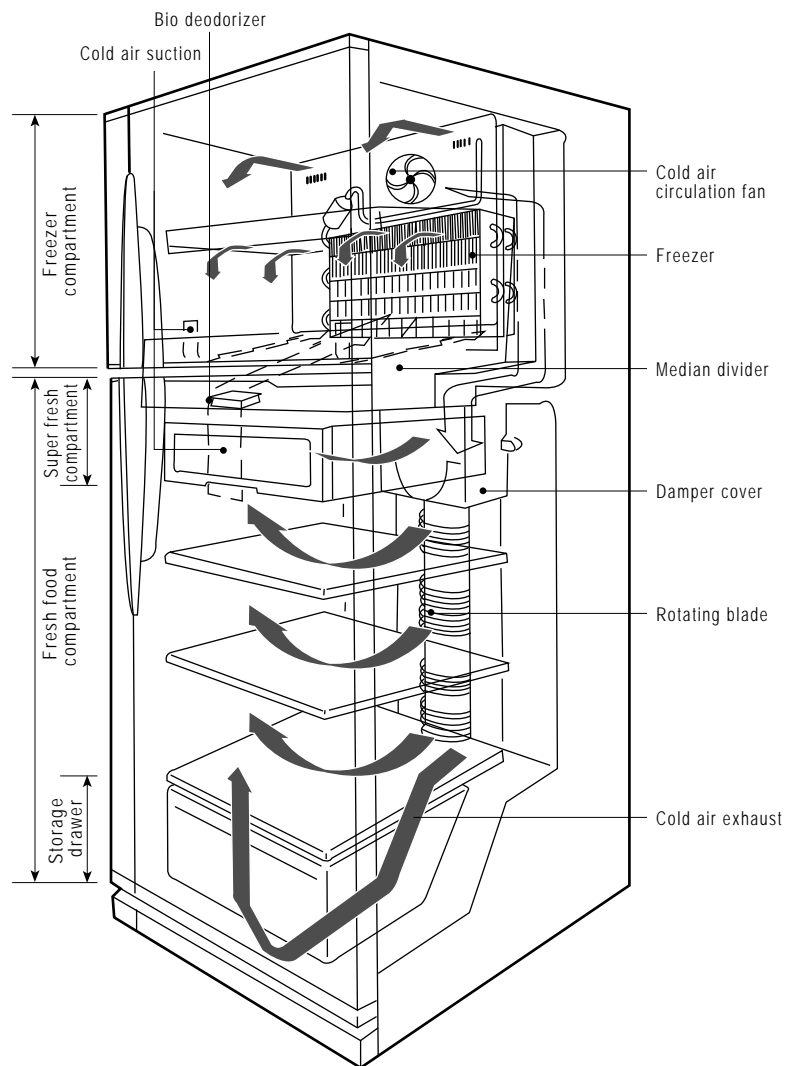 Bio deodorizer
Cold air suction
Freezer
compartment
Super fresh
compartment
Fresh food
compartment
Storage
drawer
Cold air
circulation fan
Freezer
Median divider
Damper cover
Rotating blade
Cold air exhaust